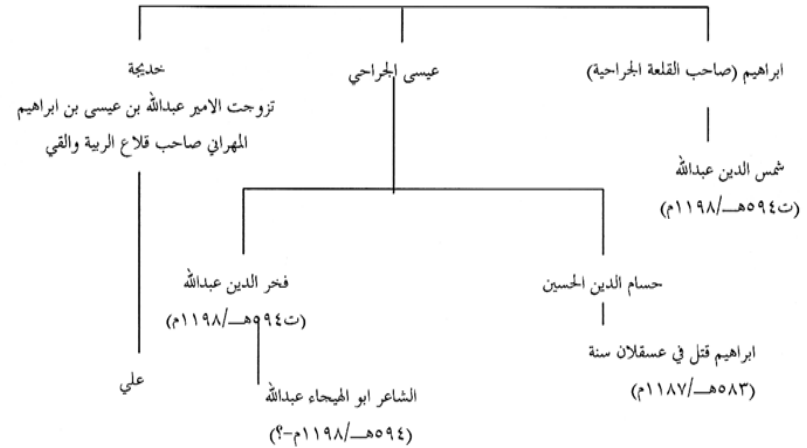 ابراهيم (صاحب القلعة الجراحية)
عيسى الجراحي
خديجة
تزوجت الامير عبدالله بن عيسى بن ابراهيم
المهراني صاحب قلاع الربية والقي
شمس الدين عبدالله
(ت٥٩٤هـ/١١٩٨م)
حسام الدين الحسين
فخر الدين عبدالله
(ت٥٩٤هـ/١١٩٨م)
ابراهيم قتل في عسقلان سنة
(٥٨٣هـ/١١٨٧م)
الشاعر ابو الهيجاء عبدالله
(٥٩٤هـ/١١٩٨م-؟)
علي